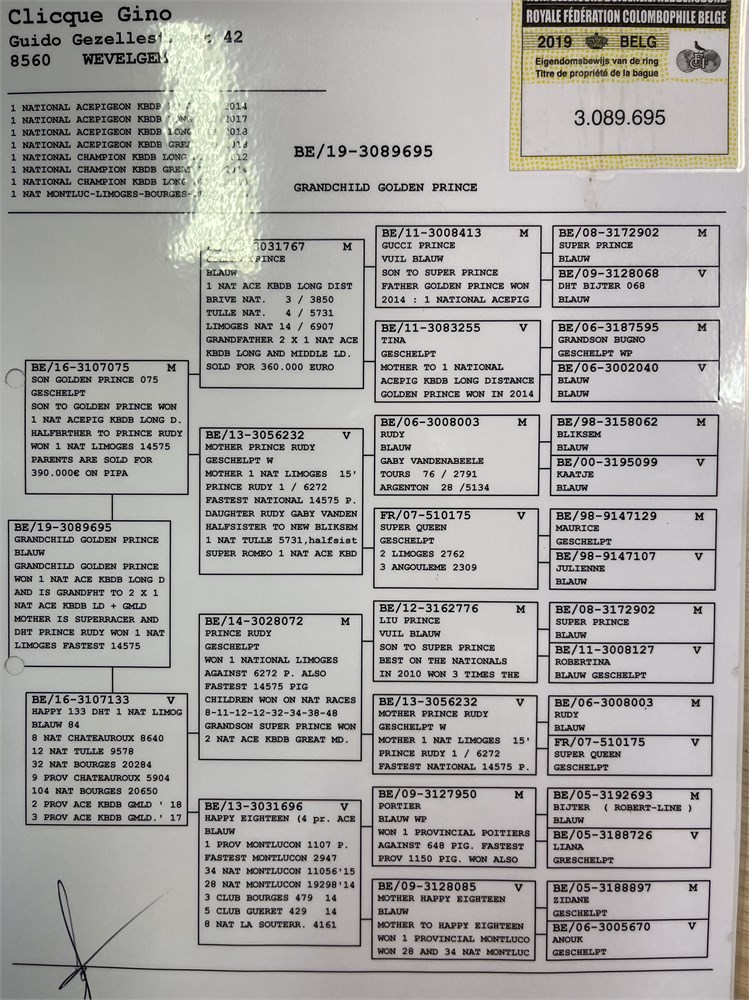 Clicque Gino
Guido Gezellest 42
8560 WEVELGEM
ROYALE FÉDÉRATION COLOMBOPHILE BELGE
2019 BELG
Eigendomsbewijs van de ring
Titre de propriété de la bague
3.089.695
1 NATIONAL ACEPIGEON KBDB 2014
1 NATIONAL ACEPIGEON KBDB 2017
1 NATIONAL ACEPIGEON KBDB LONG 2018
1 NATIONAL ACEPIGEON KBDB
1 NATIONAL CHAMPION KBDB LONG
1 NATIONAL CHAMPION KBDB
1 NATIONAL CHAMPION KBDB LONG
1 NAT MONTLUC-LIMOGES-BOURGES-
BE/19-3089695
GRANDCHILD GOLDEN PRINCE
BE/16-3107075 M
SON GOLDEN PRINCE 075
GESCHELPT
SON TO GOLDEN PRINCE WON
1 NAT ACEPIG KBDB LONG D.
HALFBRTHER TO PRINCE RUDY
WON 1 NAT LIMOGES 14575
PARENTS ARE SOLD FOR
390.000€ ON PIPA
BE/19-3089695
GRANDCHILD GOLDEN PRINCE
BLAUW
GRANDCHILD GOLDEN PRINCE
WON 1 NAT ACE KBDB LONG D
AND IS GRANDFHT TO 2 X 1
NAT ACE KBDB LD + GMLD
MOTHER IS SUPERRACER AND
DHT PRINCE RUDY WON 1 NAT
LIMOGES FASTEST 14575
BE/16-3107133 V
HAPPY 133 DHT 1 NAT LIMOG
BLAUW 84
8 NAT CHATEAUROUX 8640
12 NAT TULLE 9578
32 NAT BOURGES 20284
9 PROV CHATEAUROUX 5904
104 NAT BOURGES 20650
2 PROV ACE KBDB GMLD ' 18
3 PROV ACE KBDB GMLD.' 17
3031767 M
PRINCE
BLAUW
1 NAT ACE KBDB LONG DIST
BRIVE NAT. 3 / 3850
TULLE NAT. 4 / 5731
LIMOGES NAT 14 / 6907
GRANDFATHER 2 X 1 NAT ACE
KBDB LONG AND MIDDLE LD.
SOLD FOR 360.000 EURO
BE/13-3056232 V
MOTHER PRINCE RUDY
GESCHELPT W
MOTHER 1 NAT LIMOGES 15'
PRINCE RUDY 1 / 6272
FASTEST NATIONAL 14575 P.
DAUGHTER RUDY GABY VANDEN
HALFSISTER TO NEW BLIKSEM
1 NAT TULLE 5731,halfsist
SUPER ROMEO 1 NAT ACE KBD
BE/14-3028072 M
PRINCE RUDY
GESCHELPT
WON 1 NATIONAL LIMOGES
AGAINST 6272 P. ALSO
FASTEST 14575 PIG
CHILDREN WON ON NAT RACES
8-11-12-12-32-34-38-48
GRANDSON SUPER PRINCE WON
2 NAT ACE KBDB GREAT MD.
BE/13-3031696 V
HAPPY EIGHTEEN (4 pr. ACE
BLAUW
1 PROV MONTLUCON 1107 P.
FASTEST MONTLUCON 2947
34 NAT MONTLUCON 11056'15
28 NAT MONTLUCON 19298'14
3 CLUB BOURGES 479 14
5 CLUB GUERET 429 14
8 NAT LA SOUTERR. 4161
BE/11-3008413 M
GUCCI PRINCE
VUIL BLAUW
SON TO SUPER PRINCE
FATHER GOLDEN PRINCE WON
2014 : 1 NATIONAL ACEPIG
BE/11-3083255 V
TINA
GESCHELPT
MOTHER TO 1 NATIONAL
ACEPIG KBDB LONG DISTANCE
GOLDEN PRINCE WON IN 2014
BE/06-3008003 M
RUDY
BLAUW
GABY VANDENABEELE
TOURS 76 / 2791
ARGENTON 28 /5134
FR/07-510175 V
SUPER QUEEN
GESCHELPT
2 LIMOGES 2762
3 ANGOULEME 2309
BE/12-3162776 M
LIU PRINCE
VUIL BLAUW
SON TO SUPER PRINCE
BEST ON THE NATIONALS
IN 2010 WON 3 TIMES THE
BE/13-3056232 V
MOTHER PRINCE RUDY
GESCHELPT W
MOTHER 1 NAT LIMOGES 15'
PRINCE RUDY 1 / 6272
FASTEST NATIONAL 14575 P.
BE/09-3127950 M
PORTIER
BLAUW WP
WON 1 PROVINCIAL POITIERS
AGAINST 648 PIG. FASTEST
PROV 1150 PIG. WON ALSO
BE/09-3128085 V
MOTHER HAPPY EIGHTEEN
BLAUW
MOTHER TO HAPPY EIGHTEEN
WON 1 PROVINCIAL MONTLUCO
WON 28 AND 34 NAT MONTLUC
BE/08-3172902 M
SUPER PRINCE
BLAUW
BE/09-3128068 V
DHT BIJTER 068
BLAUW
BE/06-3187595 M
GRANDSON BUGNO
GESCHELPT WP
BE/06-3002040 V
BLAUW
BLAUW
BE/98-3158062 M
BLIKSEM
BLAUW
BE/00-3195099 V
KAATJE
BLAUW
BE/98-9147129 M
MAURICE
GESCHELPT
BE/98-9147107 V
JULIENNE
BLAUW
BE/08-3172902 M
SUPER PRINCE
BLAUW
BE/11-3008127 V
ROBERTINA
BLAUW GESCHELPT
BE/06-3008003 M
RUDY
BLAUW
FR/07-510175 V
SUPER QUEEN
GESCHELPT
BE/05-3192693 M
BIJTER ( ROBERT-LINE )
BLAUW
BE/05-3188726 V
LIANA
GRESCHELPT
BE/05-3188897 M
ZIDANE
GESCHELPT
BE/06-3005670 V
ANOUK
GESCHELPT